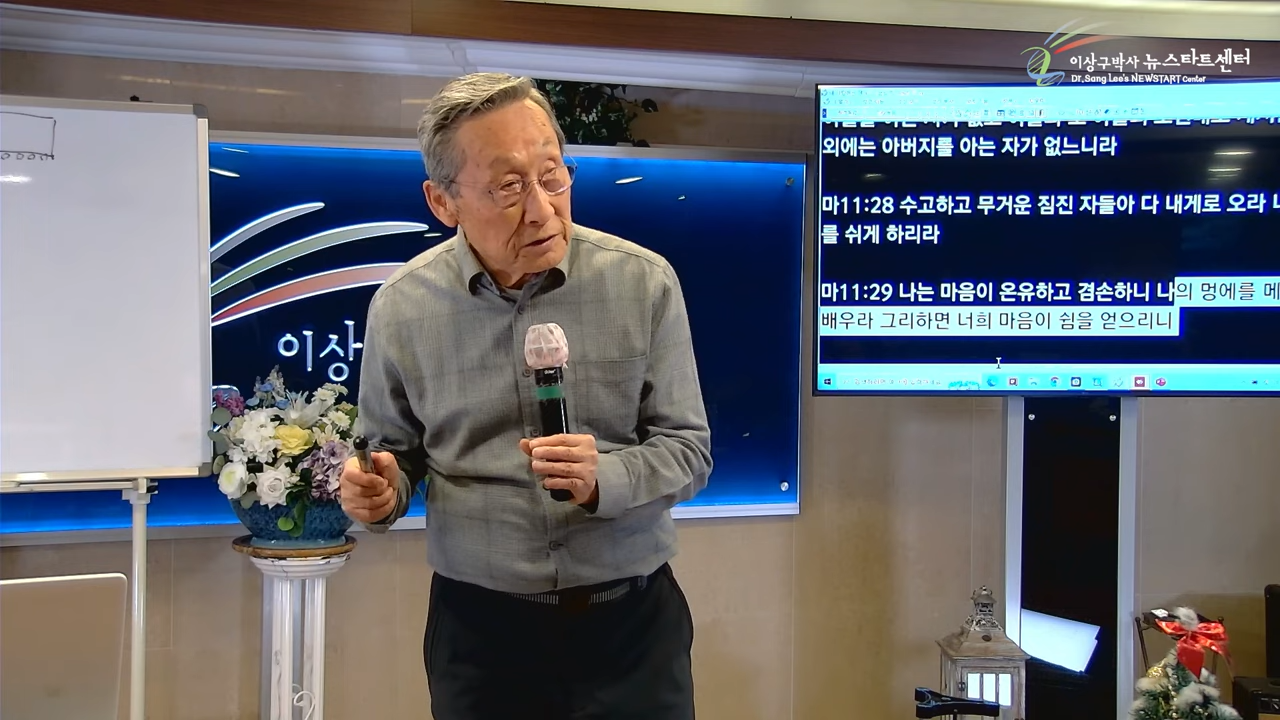 이상구박사 뉴스타트센터
Dr. Sang Lee's NEWSTART Center
외에는 아버지를 아는 자가 없느니라
마11:28 수고하고 무거운 짐진 자들아 다 내게로 오라
를 쉬게 하리라
마11:29 나는 마음이 온유하고 겸손하니 나의 멍에를 메
배우라 그리하면 너희 마음이 쉼을 얻으리니
이상